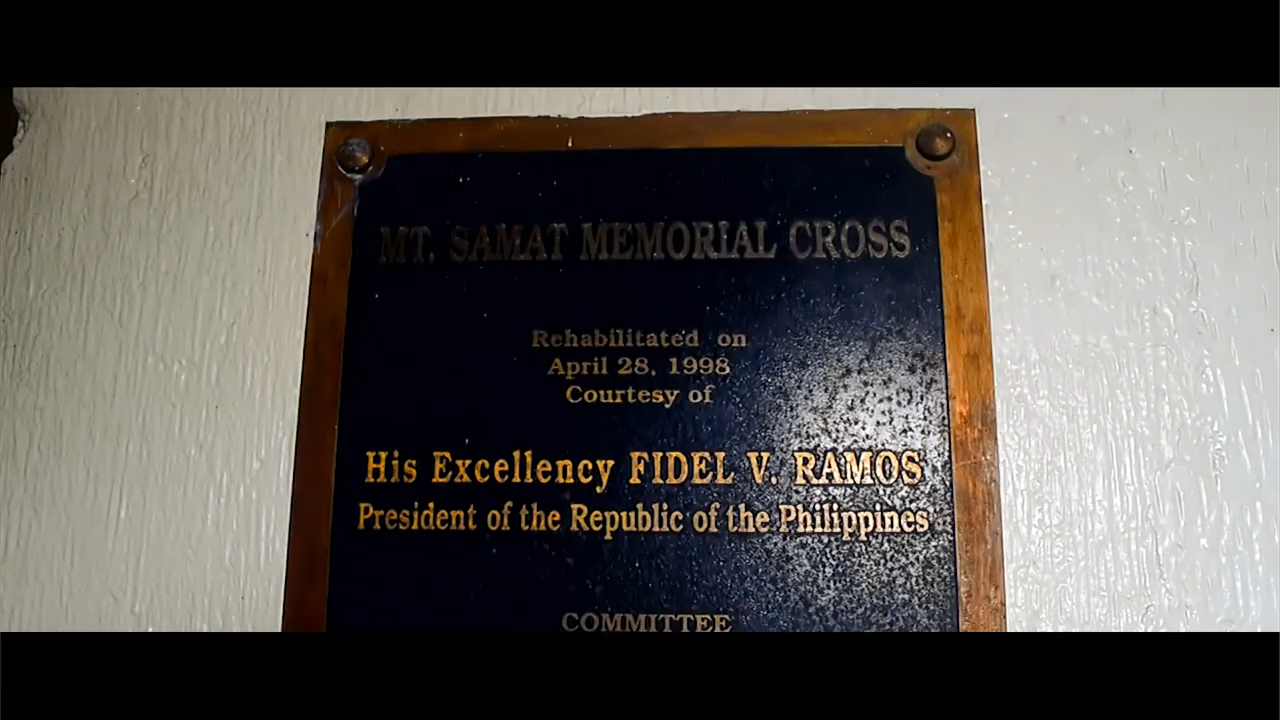 MT. SAMAT MEMORIAL CROSS
Rehabilitated on
April 28, 1998
Courtesy of
His Excellency FIDEL V. RAMOS
President of the Republic of the Philippines
COMMITTEE